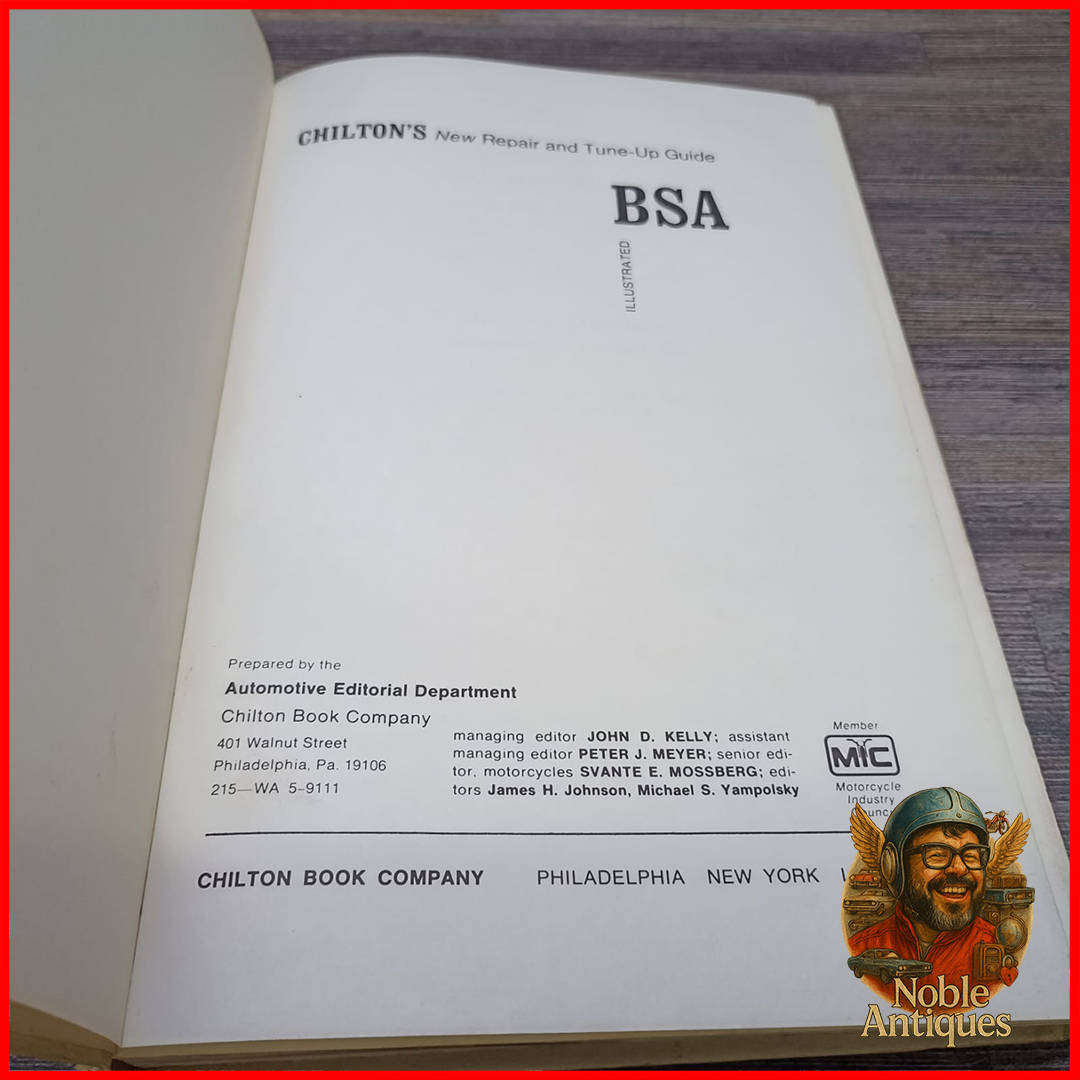 CHILTON'S New Repair and Tune-Up Guide
BSA
ILLUSTRATED
Prepared by the
Automotive Editorial Department
Chilton Book Company
401 Walnut Street
Philadelphia, Pa. 19106
215—WA 5-9111
managing editor JOHN D. KELLY; assistant
managing editor PETER J. MEYER; senior edi-
tor, motorcycles SVANTE E. MOSSBERG; edi-
tors James H. Johnson, Michael S. Yampolsky
Member
MIC
Motorcycle
Industry
CHILTON BOOK COMPANY PHILADELPHIA NEW YORK
Noble
Antiques